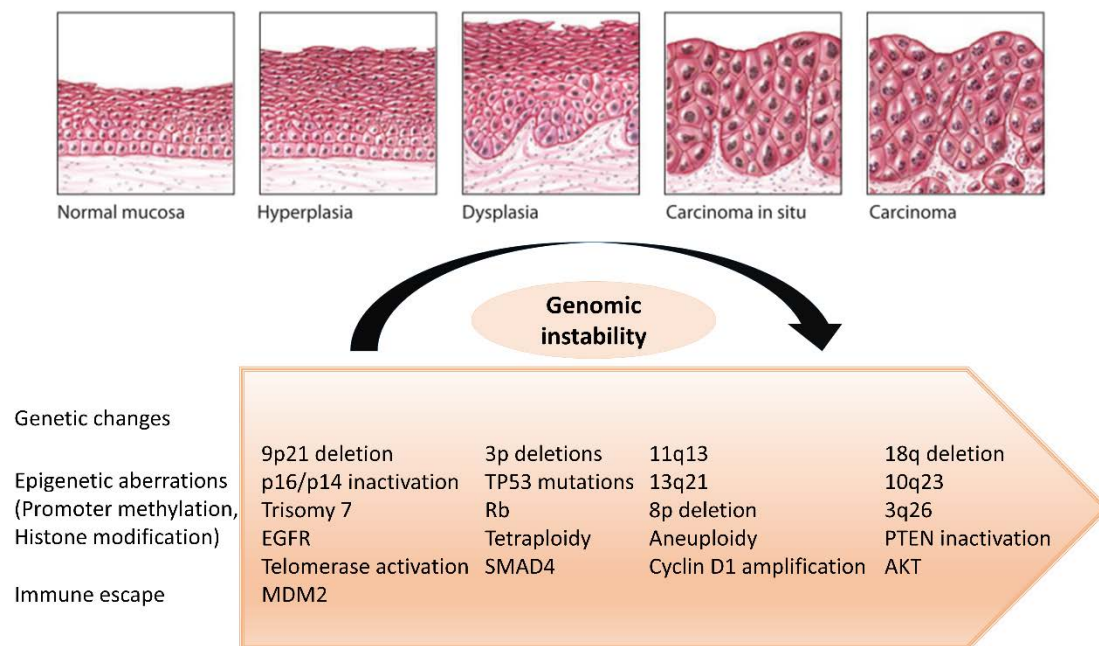 Normal mucosa
Hyperplasia
Dysplasia
Carcinoma in situ
Carcinoma
Genomic
instability
Genetic changes
Epigenetic aberrations
(Promoter methylation,
Histone modification)
Immune escape
9p21 deletion
p16/p14 inactivation
Trisomy 7
EGFR
Telomerase activation
MDM2
3p deletions
TP53 mutations
Rb
Tetraploidy
SMAD4
11q13
13q21
8p deletion
Aneuploidy
Cyclin D1 amplification
18q deletion
10q23
3q26
PTEN inactivation
AKT